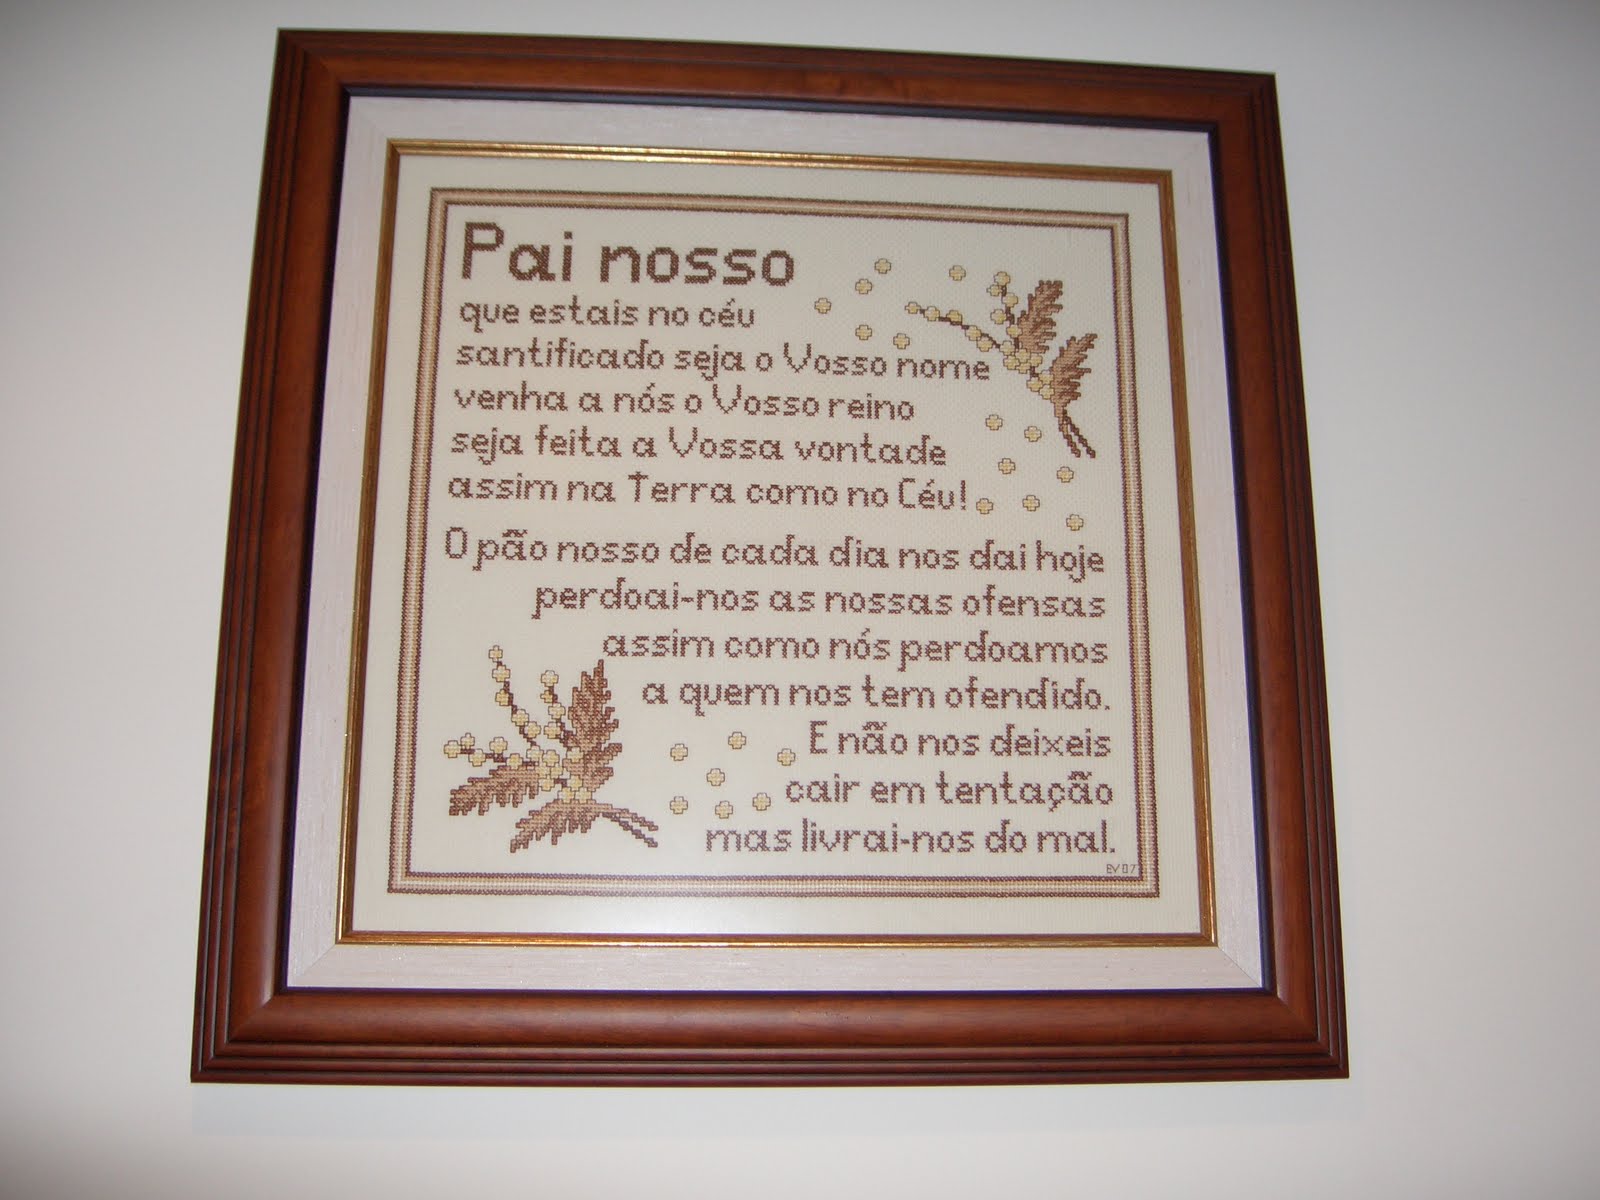 Pai nosso
que estais no céu
santificado seja o Vosso nome
venha a nós o Vosso reino
seja feita a Vossa vontade
assim na Terra como no Céu!
O pão nosso de cada dia nos dai hoje
perdoai-nos as nossas ofensas
assim como nós perdoamos
a quem nos tem ofendido.
E não nos deixeis
cair em tentação
mas livrai-nos do mal.
EV07